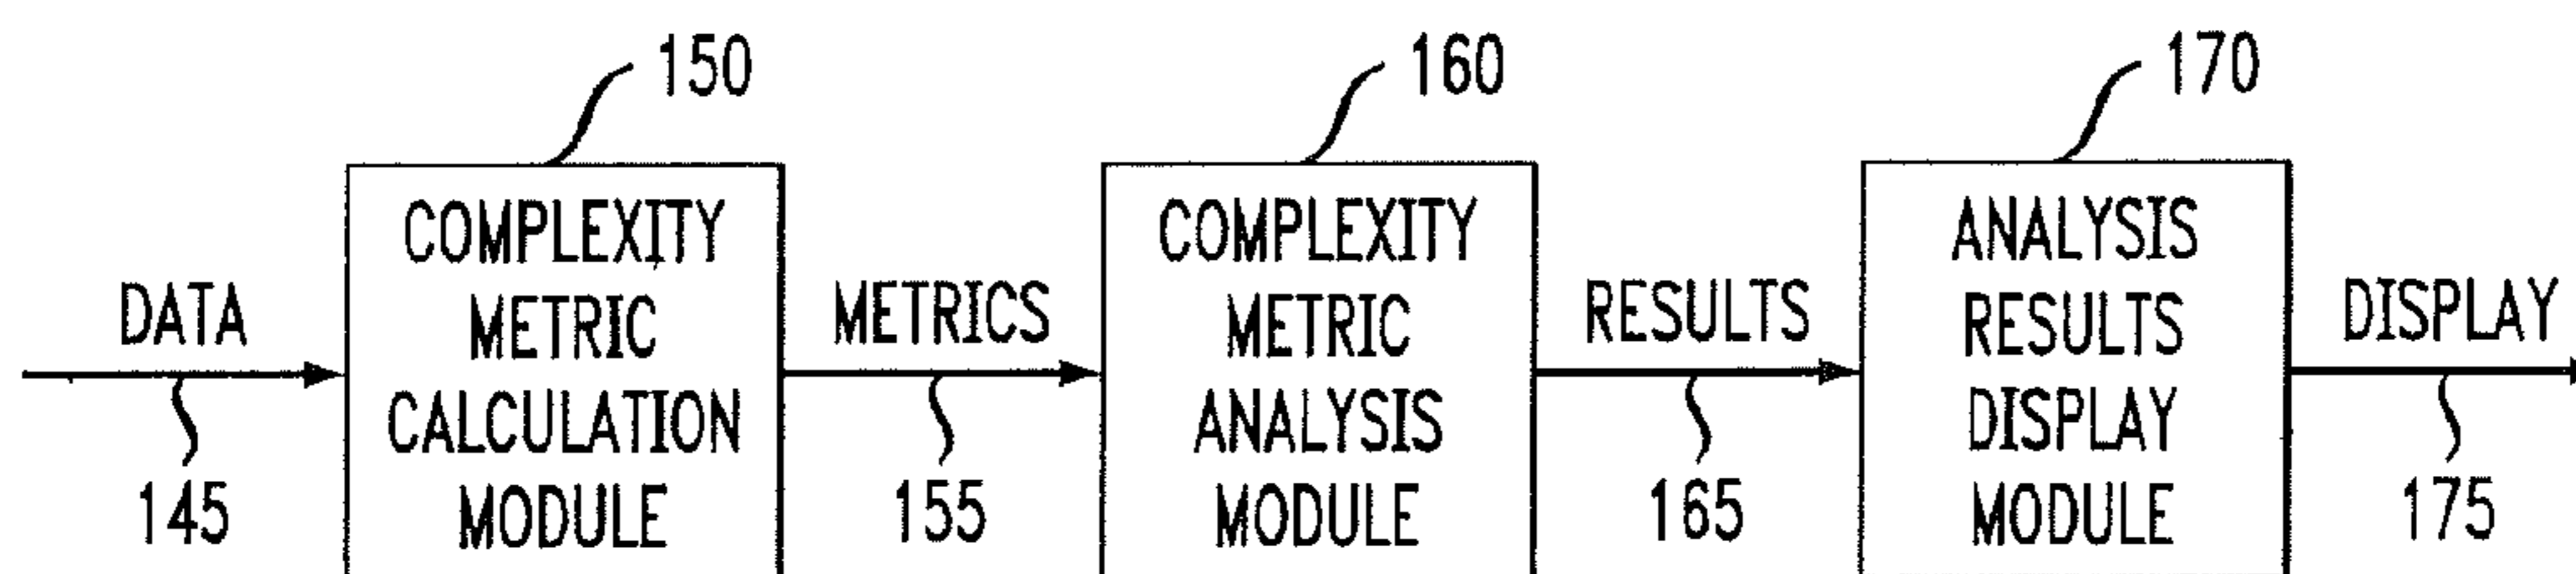 150
160
170
DATA
145
COMPLEXITY
METRIC
CALCULATION
MODULE
METRICS
155
COMPLEXITY
METRIC
ANALYSIS
MODULE
RESULTS
165
ANALYSIS
RESULTS
DISPLAY
MODULE
DISPLAY
175